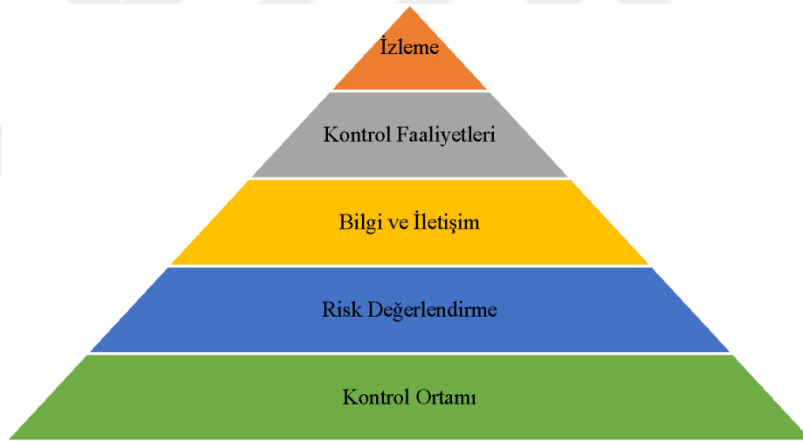 İzleme
Kontrol Faaliyetleri
Bilgi ve İletişim
Risk Değerlendirme
Kontrol Ortamı